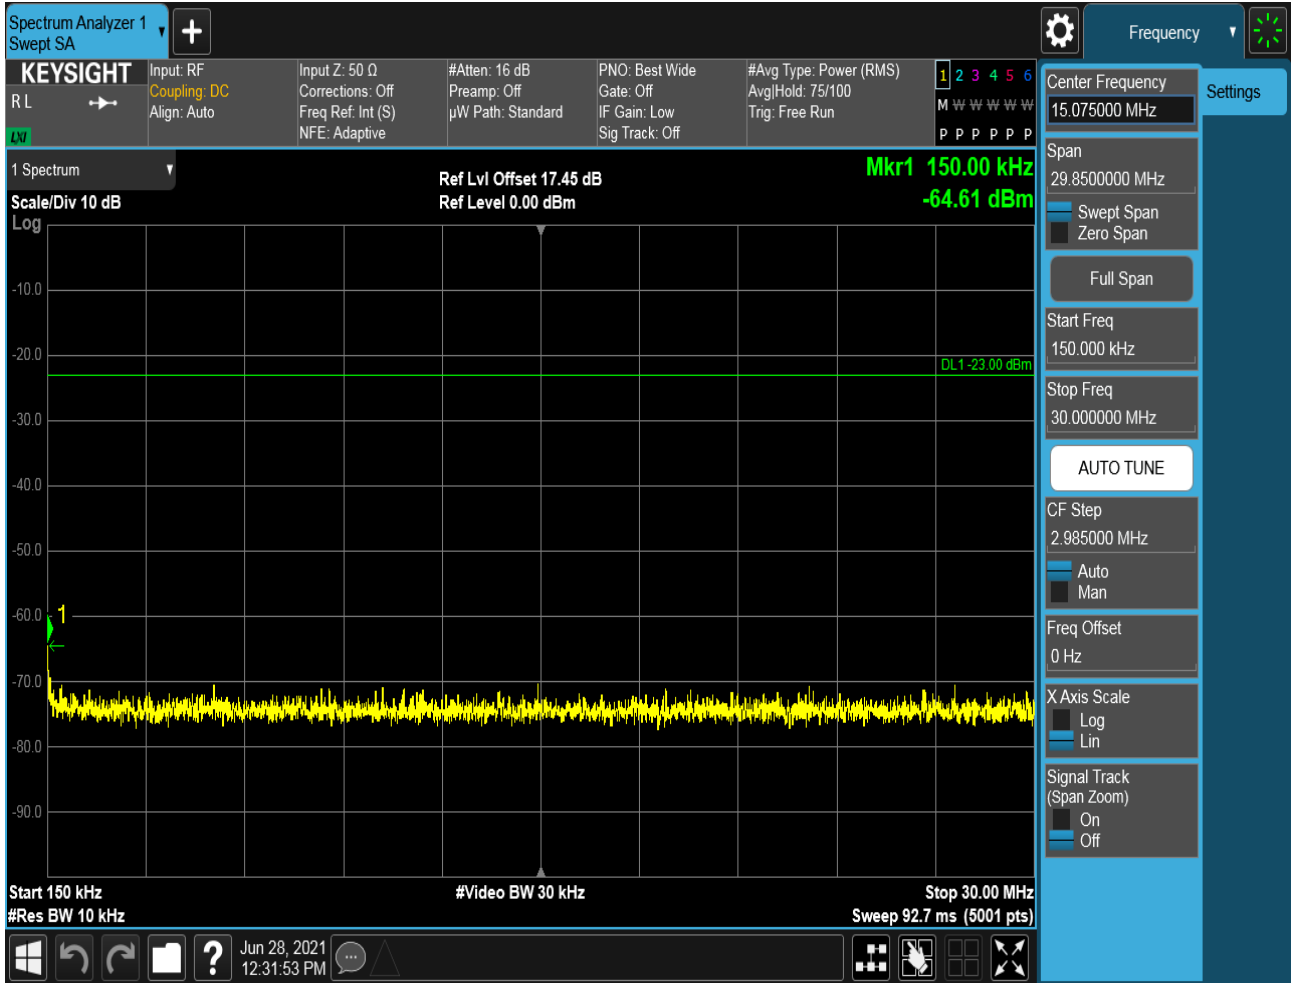 Spectrum Analyzer 1
Swept SA
Frequency
KEYSIGHT
R L
LXI
Input: RF
Coupling: DC
Align: Auto
Input Z: 50 Ω
Corrections: Off
Freq Ref: Int (S)
NFE: Adaptive
#Atten: 16 dB
Preamp: Off
µW Path: Standard
PNO: Best Wide
Gate: Off
IF Gain: Low
Sig Track: Off
#Avg Type: Power (RMS)
Avg|Hold: 75/100
Trig: Free Run
1 2 3 4 5 6
M W W W W W
P P P P P P
1 Spectrum
Scale/Div 10 dB
Log
Ref Lvl Offset 17.45 dB
Ref Level 0.00 dBm
Mkr1 150.00 kHz
-64.61 dBm
-10.0
-20.0
DL1 -23.00 dBm
-30.0
-40.0
-50.0
-60.0
1
-70.0
-80.0
-90.0
Start 150 kHz
#Res BW 10 kHz
#Video BW 30 kHz
Stop 30.00 MHz
Sweep 92.7 ms (5001 pts)
?
Jun 28, 2021
12:31:53 PM
Center Frequency
15.075000 MHz
Settings
Span
29.8500000 MHz
Swept Span
Zero Span
Full Span
Start Freq
150.000 kHz
Stop Freq
30.000000 MHz
AUTO TUNE
CF Step
2.985000 MHz
Auto
Man
Freq Offset
0 Hz
X Axis Scale
Log
Lin
Signal Track
(Span Zoom)
On
Off